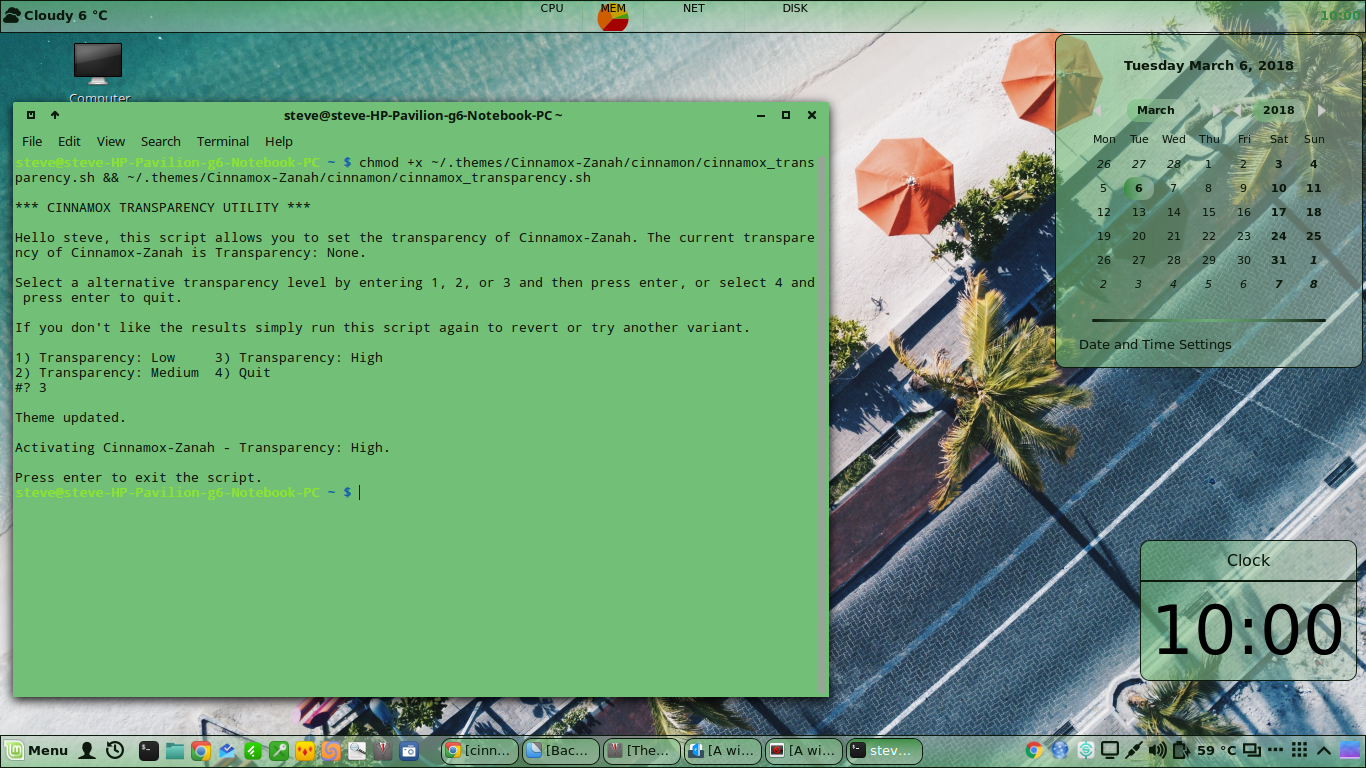 Cloudy 6 °C
CPU
MEM
NET
DISK
10:00
Computer
steve@steve-HP-Pavilion-g6-Notebook-PC ~
File Edit View Search Terminal Help
steve@steve-HP-Pavilion-g6-Notebook-PC ~ $ chmod +x ~/.themes/Cinnamox-Zanah/cinnamon/cinnamox_trans
parency.sh && ~/.themes/Cinnamox-Zanah/cinnamon/cinnamox_transparency.sh
*** CINNAMOX TRANSPARENCY UTILITY ***
Hello steve, this script allows you to set the transparency of Cinnamox-Zanah. The current transpare
ncy of Cinnamox-Zanah is Transparency: None.
Select a alternative transparency level by entering 1, 2, or 3 and then press enter, or select 4 and
press enter to quit.
If you don't like the results simply run this script again to revert or try another variant.
1) Transparency: Low 3) Transparency: High
2) Transparency: Medium 4) Quit
#? 3
Theme updated.
Activating Cinnamox-Zanah - Transparency: High.
Press enter to exit the script.
steve@steve-HP-Pavilion-g6-Notebook-PC ~ $
Tuesday March 6, 2018
March 2018
Mon Tue Wed Thu Fri Sat Sun
26 27 28 1 2 3 4
5 6 7 8 9 10 11
12 13 14 15 16 17 18
19 20 21 22 23 24 25
26 27 28 29 30 31 1
2 3 4 5 6 7 8
Date and Time Settings
Clock
10:00
Menu
[cinn...
[Bac...
[The...
[A wi...
[A wi...
stev...
59 °C